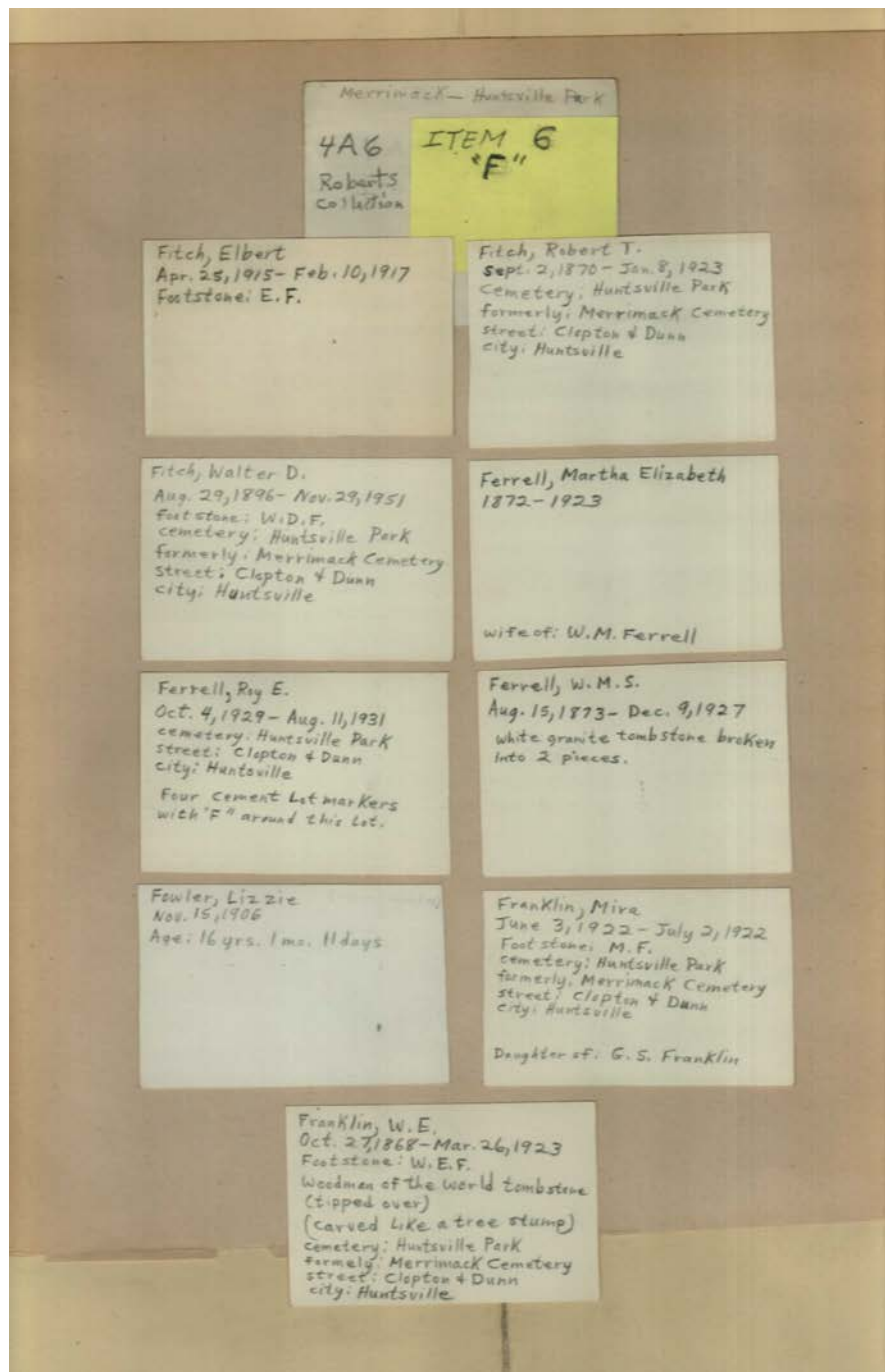 Merrimack — Huntsville Park
4A6
Roberts
Collection
ITEM 6
"F"
Fitch, Elbert
Apr. 25, 1915 - Feb. 10, 1917
Footstone: E.F.
Fitch, Robert T.
Sept. 2, 1870 - Jan. 8, 1923
Cemetery: Huntsville Park
formerly: Merrimack Cemetery
street: Clopton & Dunn
city: Huntsville
Fitch, Walter D.
Aug. 29, 1896 - Nov. 29, 1951
footstone: W.D.F.
cemetery: Huntsville Park
formerly: Merrimack Cemetery
Street: Clopton & Dunn
city: Huntsville
Ferrell, Martha Elizabeth
1872 - 1923
wife of: W.M. Ferrell
Ferrell, Roy E.
Oct. 4, 1929 - Aug. 11, 1931
cemetery: Huntsville Park
street: Clopton & Dunn
city: Huntsville
Four cement Lot markers
with "F" around this Lot.
Ferrell, W.M.S.
Aug. 15, 1873 - Dec. 9, 1927
white granite tombstone broken
into 2 pieces.
Fowler, Lizzie
Nov. 15, 1906
Age: 16 yrs. 1 mo. 11 days
Franklin, Mira
June 3, 1922 - July 2, 1922
Footstone: M.F.
cemetery: Huntsville Park
formerly: Merrimack Cemetery
street: Clopton & Dunn
city: Huntsville
Daughter of: G.S. Franklin
Franklin, W.E.
Oct. 27, 1868 - Mar. 26, 1923
Footstone: W.E.F.
Woodmen of the World tombstone
(tipped over)
(carved like a tree stump)
cemetery: Huntsville Park
formely: Merrimack Cemetery
street: Clopton & Dunn
city: Huntsville